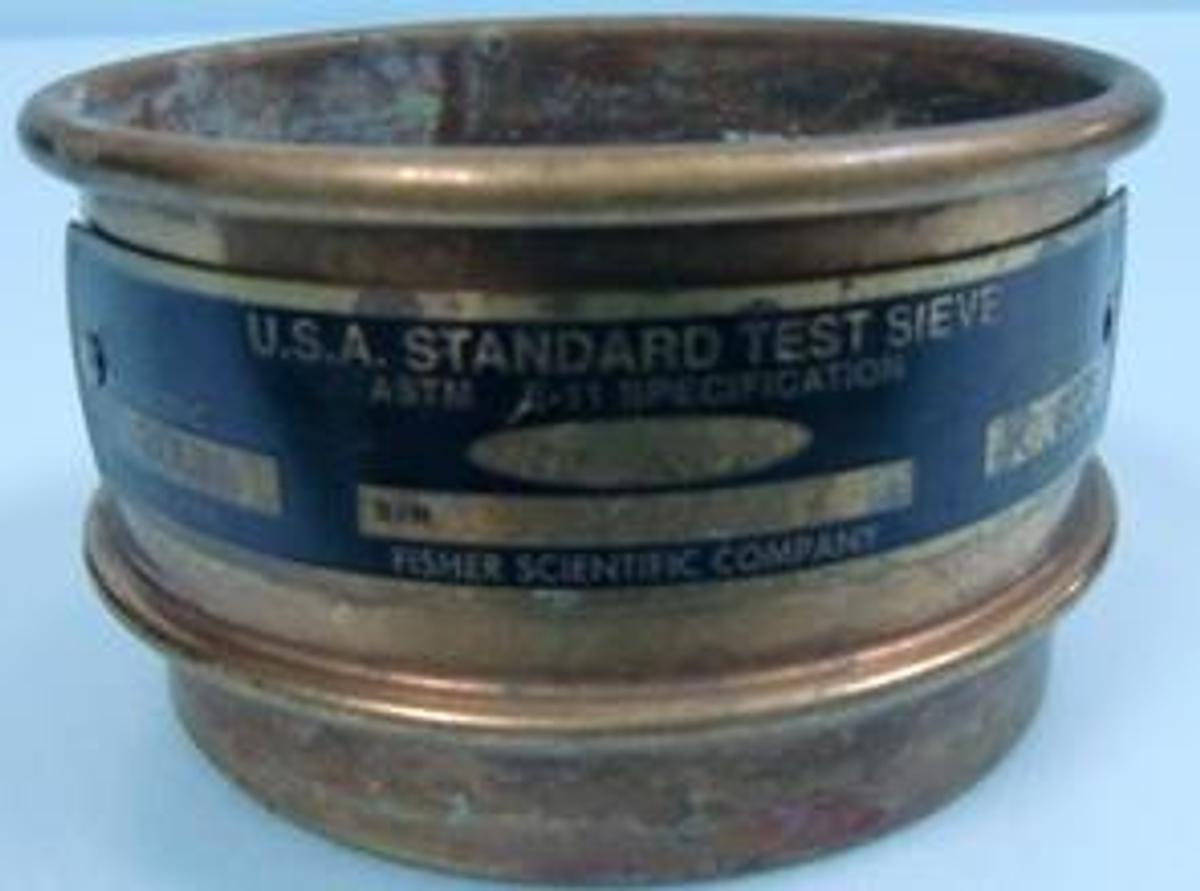 U.S.A. STANDARD TEST SIEVE
ASTM E-11 SPECIFICATION
S/N
FISHER SCIENTIFIC COMPANY